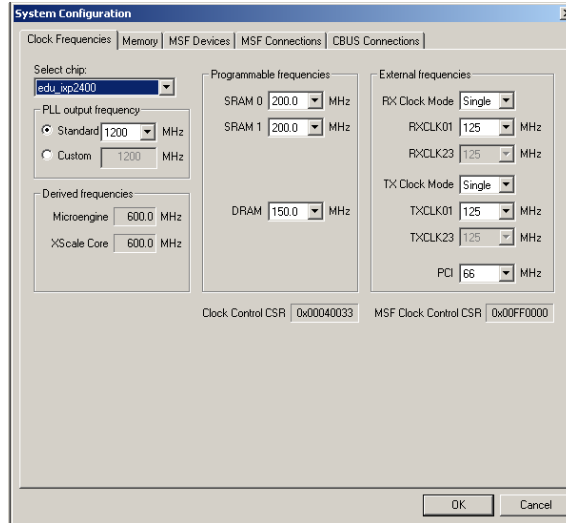 System Configuration
Clock Frequencies Memory MSF Devices MSF Connections CBUS Connections
Select chip:
edu_ixp2400
PLL output frequency
Standard 1200 MHz
Custom 1200 MHz
Derived frequencies
Microengine 600.0 MHz
XScale Core 600.0 MHz
Programmable frequencies
SRAM 0 200.0 MHz
SRAM 1 200.0 MHz
DRAM 150.0 MHz
External frequencies
RX Clock Mode Single
RXCLK01 125 MHz
RXCLK23 125 MHz
TX Clock Mode Single
TXCLK01 125 MHz
TXCLK23 125 MHz
PCI 66 MHz
Clock Control CSR 0x00040033 MSF Clock Control CSR 0x00FF0000
OK Cancel